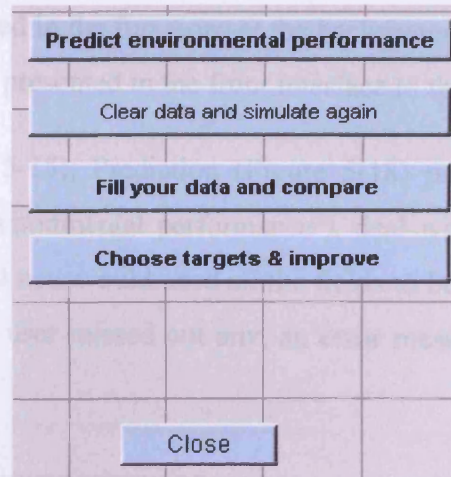 Predict environmental performance
Clear data and simulate again
Fill your data and compare
Choose targets & improve
Close